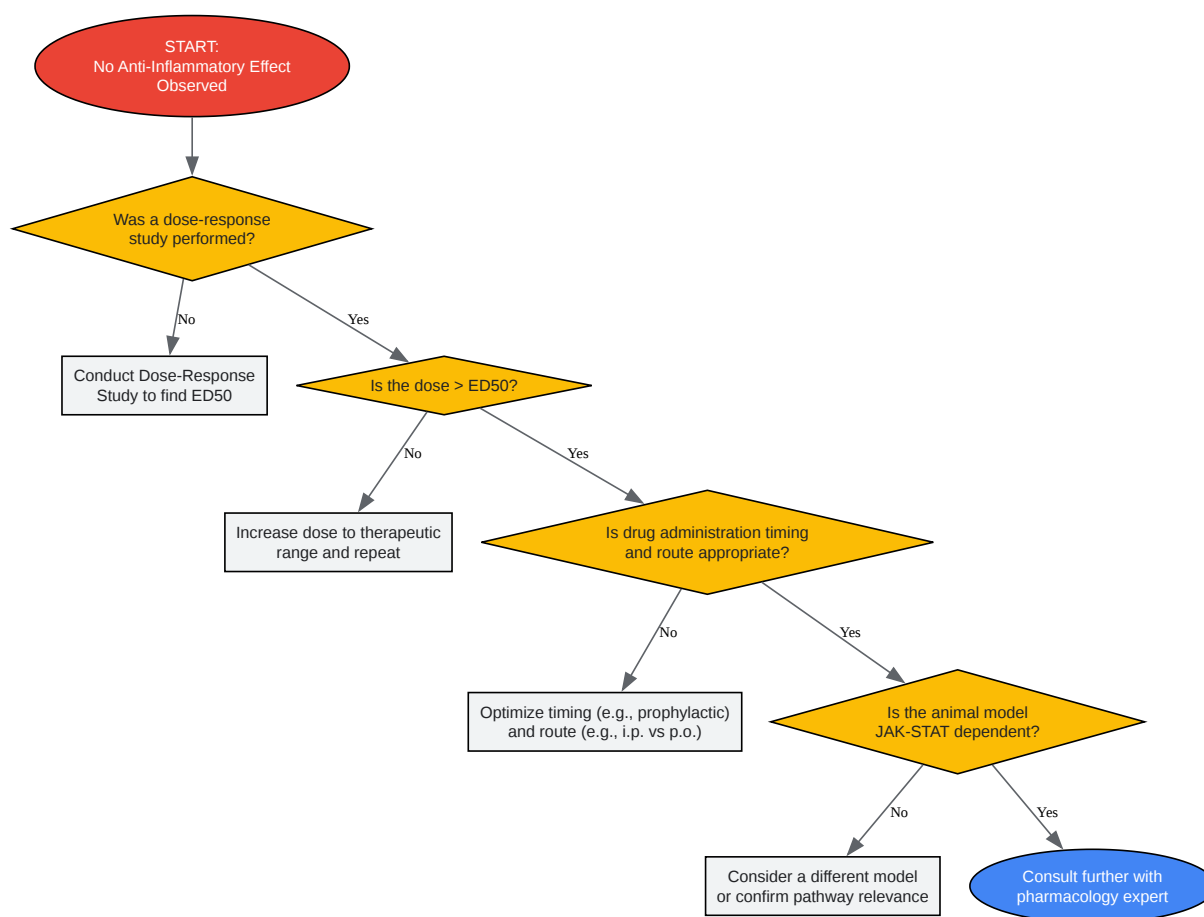 START:
No Anti-Inflammatory Effect
Observed
Was a dose-response
study performed?
No
Yes
Conduct Dose-Response
Study to find ED50
Is the dose > ED50?
No
Yes
Increase dose to therapeutic
range and repeat
Is drug administration timing
and route appropriate?
No
Yes
Optimize timing (e.g., prophylactic)
and route (e.g., i.p. vs p.o.)
Is the animal model
JAK-STAT dependent?
No
Yes
Consider a different model
or confirm pathway relevance
Consult further with
pharmacology expert